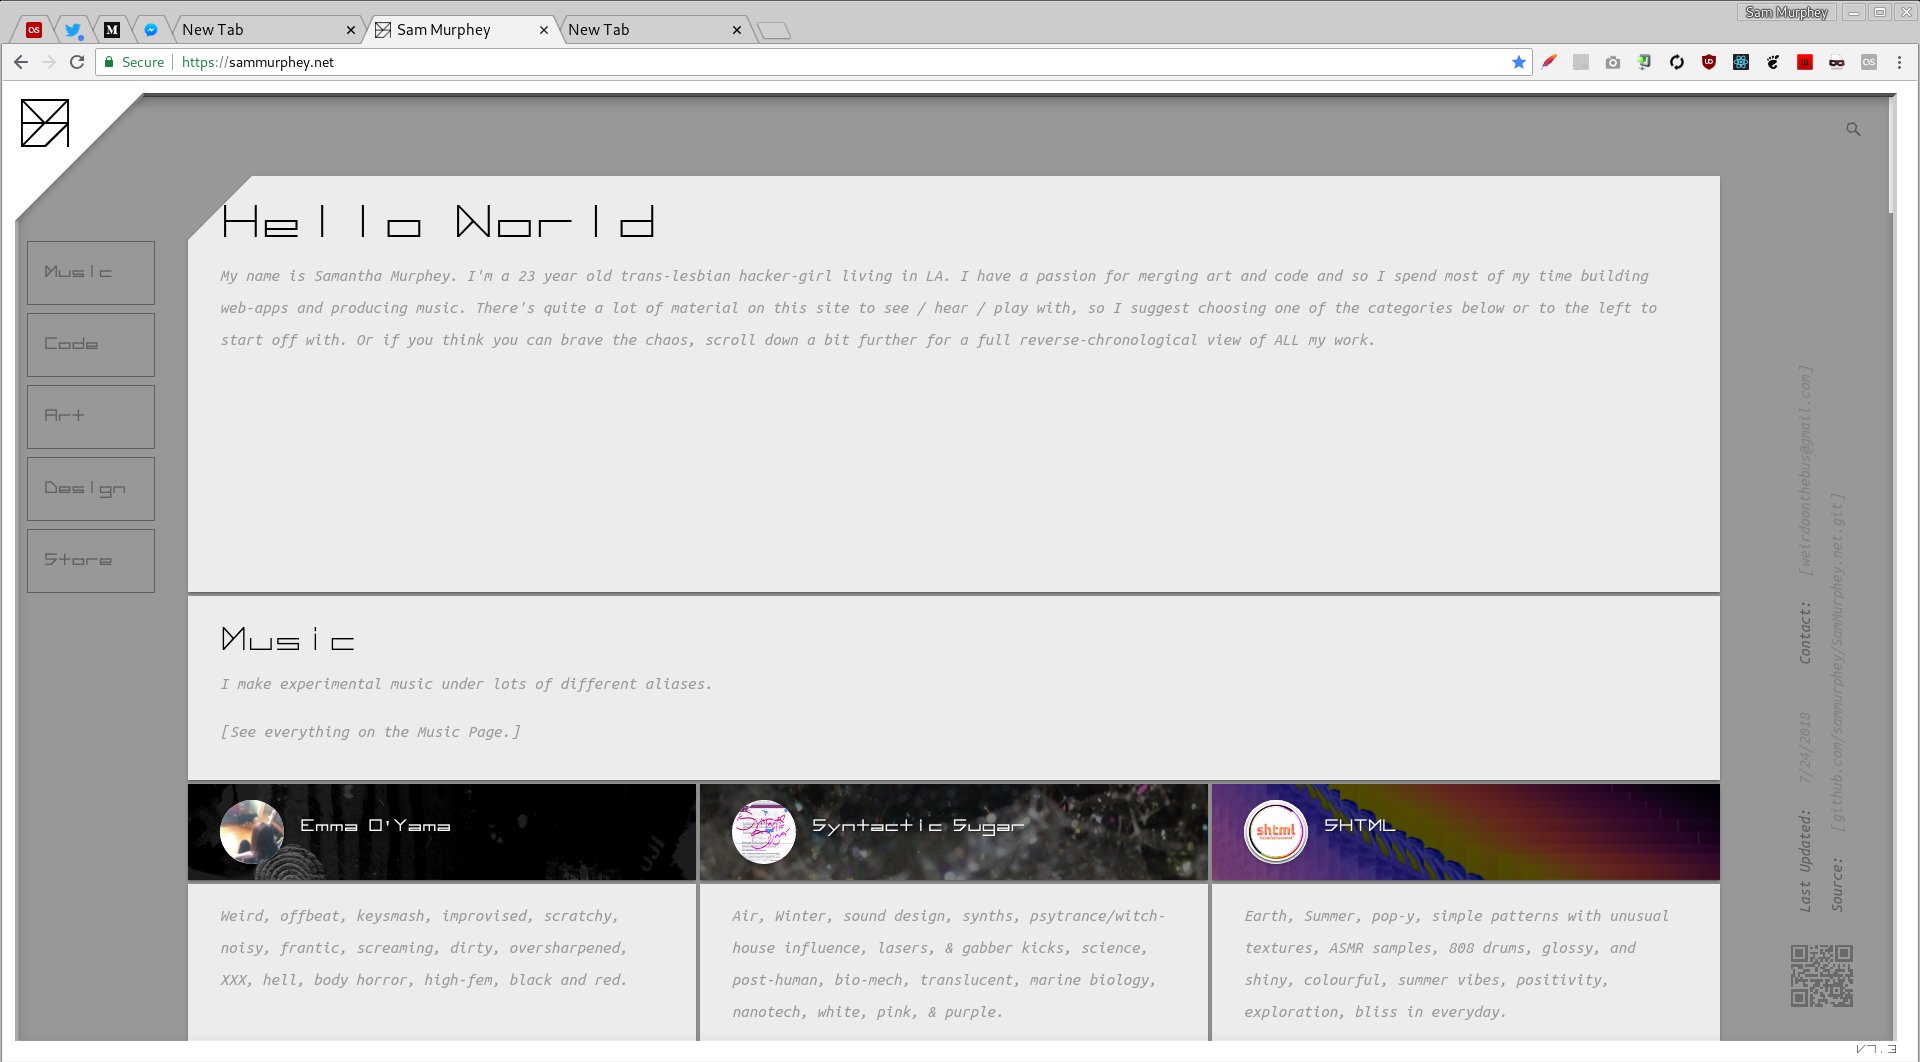 Sam Murphey
New Tab
Sam Murphey
New Tab
Secure
https://sammurphey.net
Hello World
My name is Samantha Murphey. I'm a 23 year old trans-lesbian hacker-girl living in LA. I have a passion for merging art and code and so I spend most of my time building
web-apps and producing music. There's quite a lot of material on this site to see / hear / play with, so I suggest choosing one of the categories below or to the left to
start off with. Or if you think you can brave the chaos, scroll down a bit further for a full reverse-chronological view of ALL my work.
Music
Code
Art
Design
Store
Music
I make experimental music under lots of different aliases.
[See everything on the Music Page.]
Emma O'Yama
Weird, offbeat, keysmash, improvised, scratchy,
noisy, frantic, screaming, dirty, oversharpened,
XXX, hell, body horror, high-fem, black and red.
Syntactic Sugar
Air, Winter, sound design, synths, psytrance/witch-
house influence, lasers, & gabber kicks, science,
post-human, bio-mech, translucent, marine biology,
nanotech, white, pink, & purple.
shtml
SHTML
Earth, Summer, pop-y, simple patterns with unusual
textures, ASMR samples, 808 drums, glossy, and
shiny, colourful, summer vibes, positivity,
exploration, bliss in everyday.
Last Updated: 7/24/2018 Contact: [weirdoonthebus@gmail.com]
Source: [github.com/sammurphey/SamMurphey.net.git]
V7.3